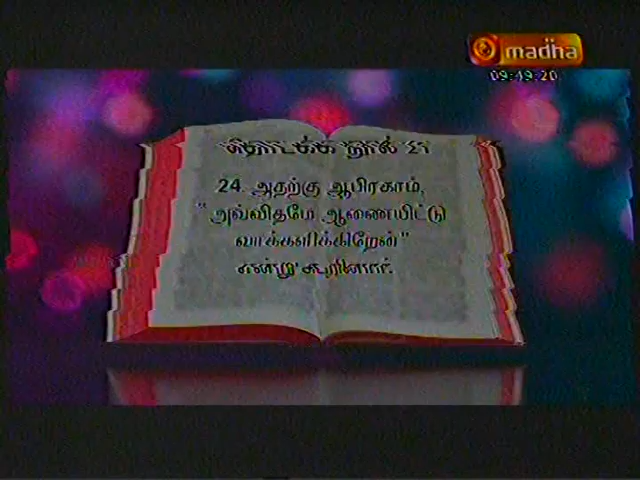 madha
09:49:20
தொடக்க நூல் 21
24. அதற்கு ஆபிரகாம்,
"அவ்விதமே ஆணையிட்டு
வாக்களிக்கிறேன்"
என்று கூறினார்.